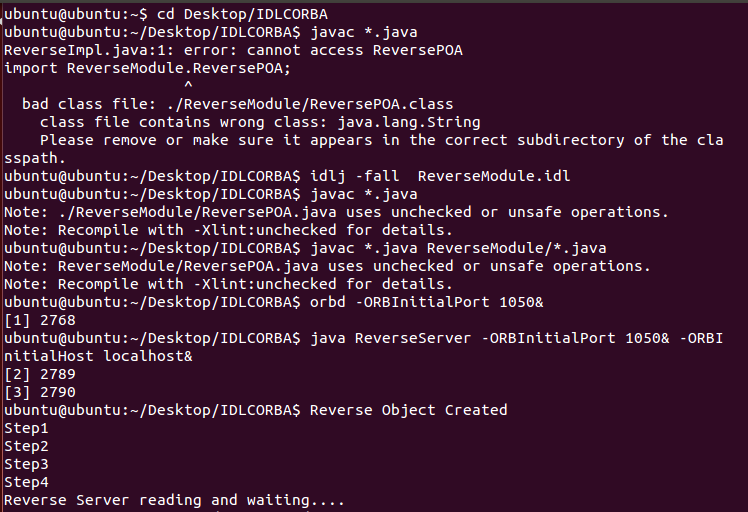 ubuntu@ubuntu:~$ cd Desktop/IDLCORBA
ubuntu@ubuntu:~/Desktop/IDLCORBA$ javac *.java
ReverseImpl.java:1: error: cannot access ReversePOA
import ReverseModule.ReversePOA;
                    ^
  bad class file: ./ReverseModule/ReversePOA.class
    class file contains wrong class: java.lang.String
    Please remove or make sure it appears in the correct subdirectory of the cla
sspath.
ubuntu@ubuntu:~/Desktop/IDLCORBA$ idlj -fall  ReverseModule.idl
ubuntu@ubuntu:~/Desktop/IDLCORBA$ javac *.java
Note: ./ReverseModule/ReversePOA.java uses unchecked or unsafe operations.
Note: Recompile with -Xlint:unchecked for details.
ubuntu@ubuntu:~/Desktop/IDLCORBA$ javac *.java ReverseModule/*.java
Note: ReverseModule/ReversePOA.java uses unchecked or unsafe operations.
Note: Recompile with -Xlint:unchecked for details.
ubuntu@ubuntu:~/Desktop/IDLCORBA$ orbd -ORBInitialPort 1050&
[1] 2768
ubuntu@ubuntu:~/Desktop/IDLCORBA$ java ReverseServer -ORBInitialPort 1050& -ORBI
nitialHost localhost&
[2] 2789
[3] 2790
ubuntu@ubuntu:~/Desktop/IDLCORBA$ Reverse Object Created
Step1
Step2
Step3
Step4
Reverse Server reading and waiting....